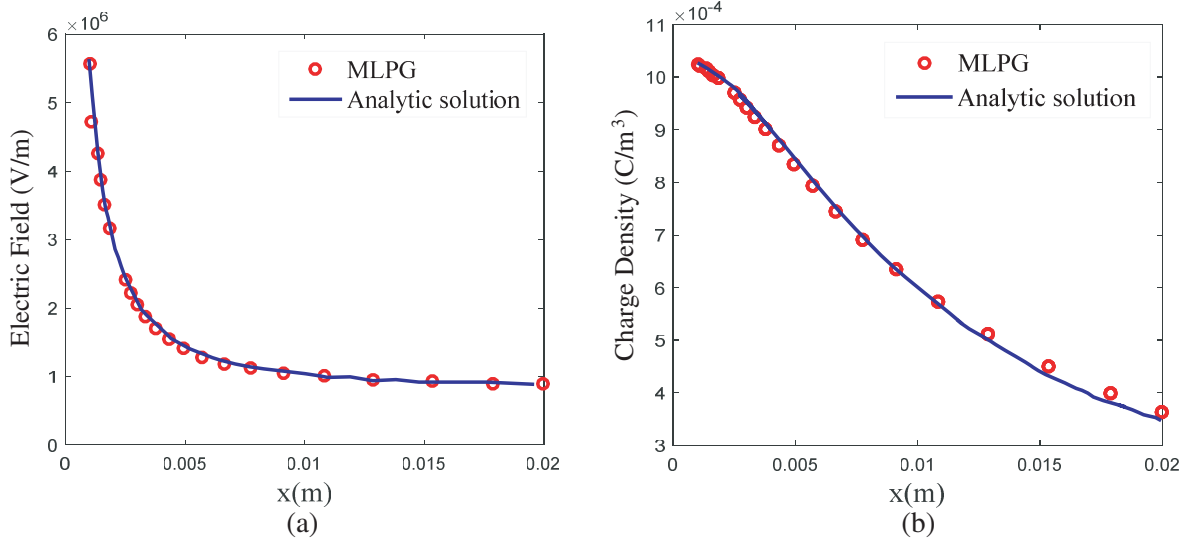 ×10⁶
6
5
4
3
2
1
0
0
0.005
0.01
0.015
0.02
Electric Field (V/m)
x(m)
MLPG
Analytic solution
(a)
×10⁻⁴
11
10
9
8
7
6
5
4
3
0
0.005
0.01
0.015
0.02
Charge Density (C/m³)
x(m)
MLPG
Analytic solution
(b)